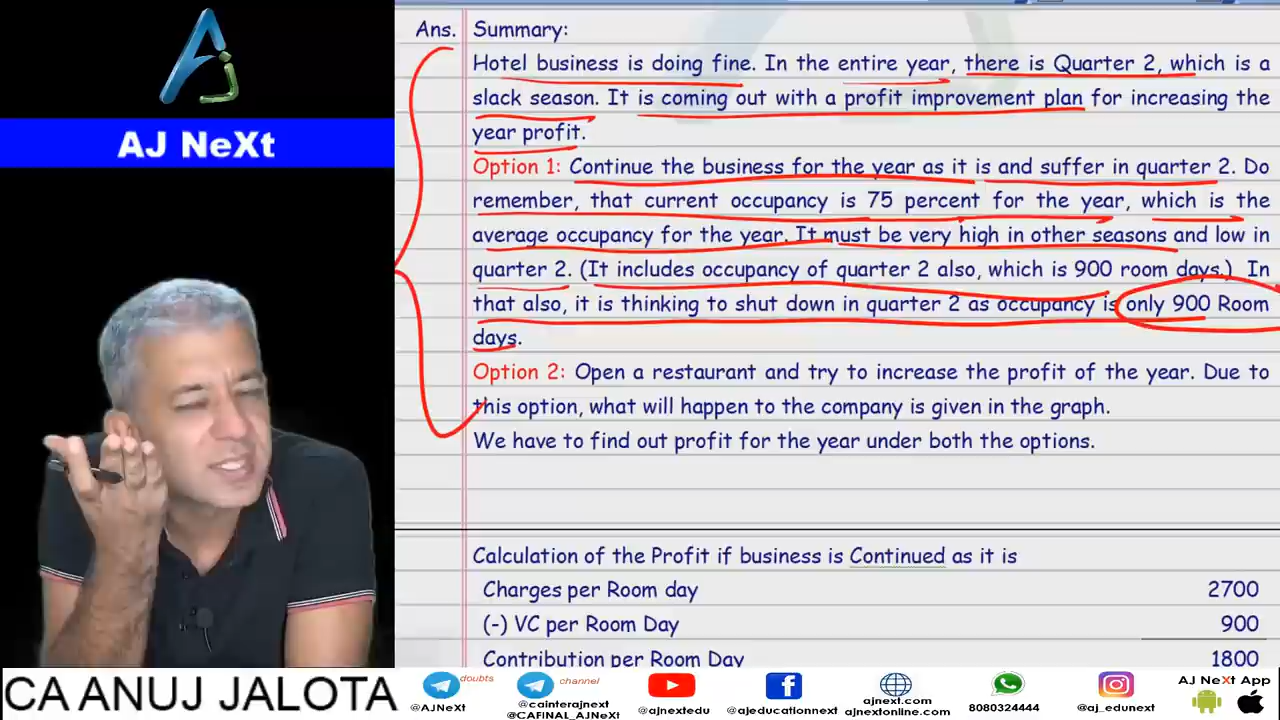 AJ NeXt
Ans. Summary:
Hotel business is doing fine. In the entire year, there is Quarter 2, which is a
slack season. It is coming out with a profit improvement plan for increasing the
year profit.
Option 1: Continue the business for the year as it is and suffer in quarter 2. Do
remember, that current occupancy is 75 percent for the year, which is the
average occupancy for the year. It must be very high in other seasons and low in
quarter 2. (It includes occupancy of quarter 2 also, which is 900 room days.) In
that also, it is thinking to shut down in quarter 2 as occupancy is only 900 Room
days.
Option 2: Open a restaurant and try to increase the profit of the year. Due to
this option, what will happen to the company is given in the graph.
We have to find out profit for the year under both the options.
Calculation of the Profit if business is Continued as it is
Charges per Room day 2700
(-) VC per Room Day 900
Contribution per Room Day 1800
CA ANUJ JALOTA
doubts
@AJNeXt
channel
@cainterajnext
@CAFINAL_AJNeXt
@ajnextedu
@ajeducationnext
ajnext.com
ajnextonline.com
8080324444
@aj_edunext
AJ NeXt App